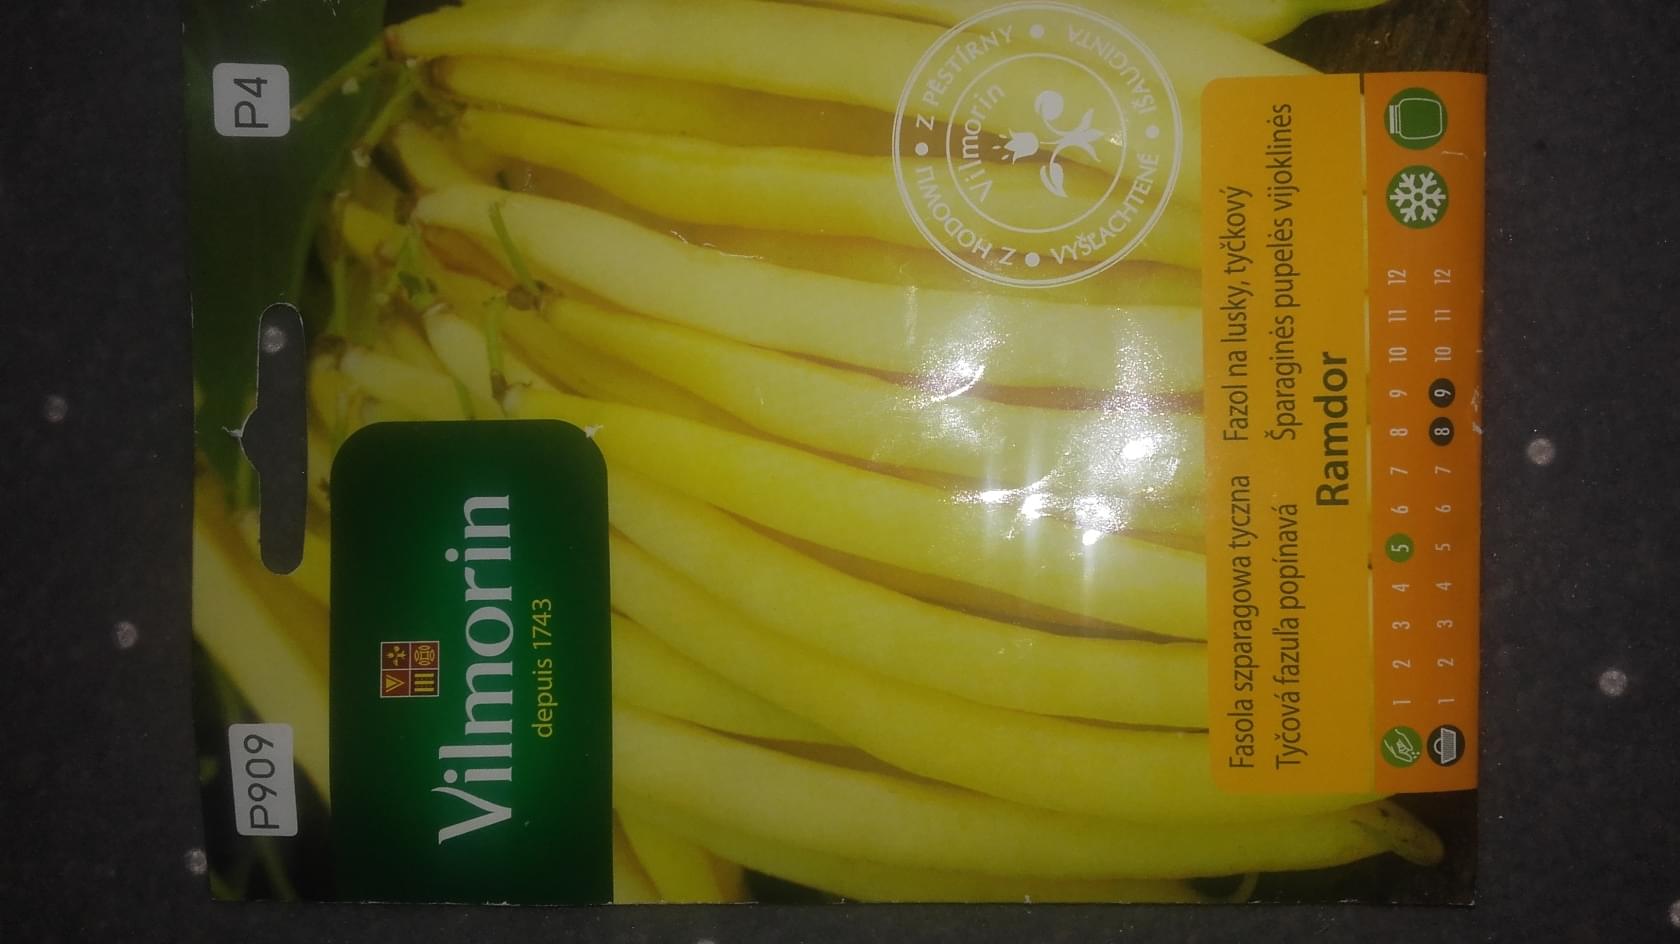 P909
P4
Vilmorin
depuis 1743
Z HODOWLI • Z PĚSTÍRNY • IŠAUGINTA • VYŠĽACHTENÉ •
Vilmorin
Fasola szparagowa tyczna
Fazol na lusky, tyčkový
Tyčová fazuľa popínavá
Šparaginės pupelės vijoklinės
Ramdor
1 2 3 4 5 6 7 8 9 10 11 12
1 2 3 4 5 6 7 8 9 10 11 12